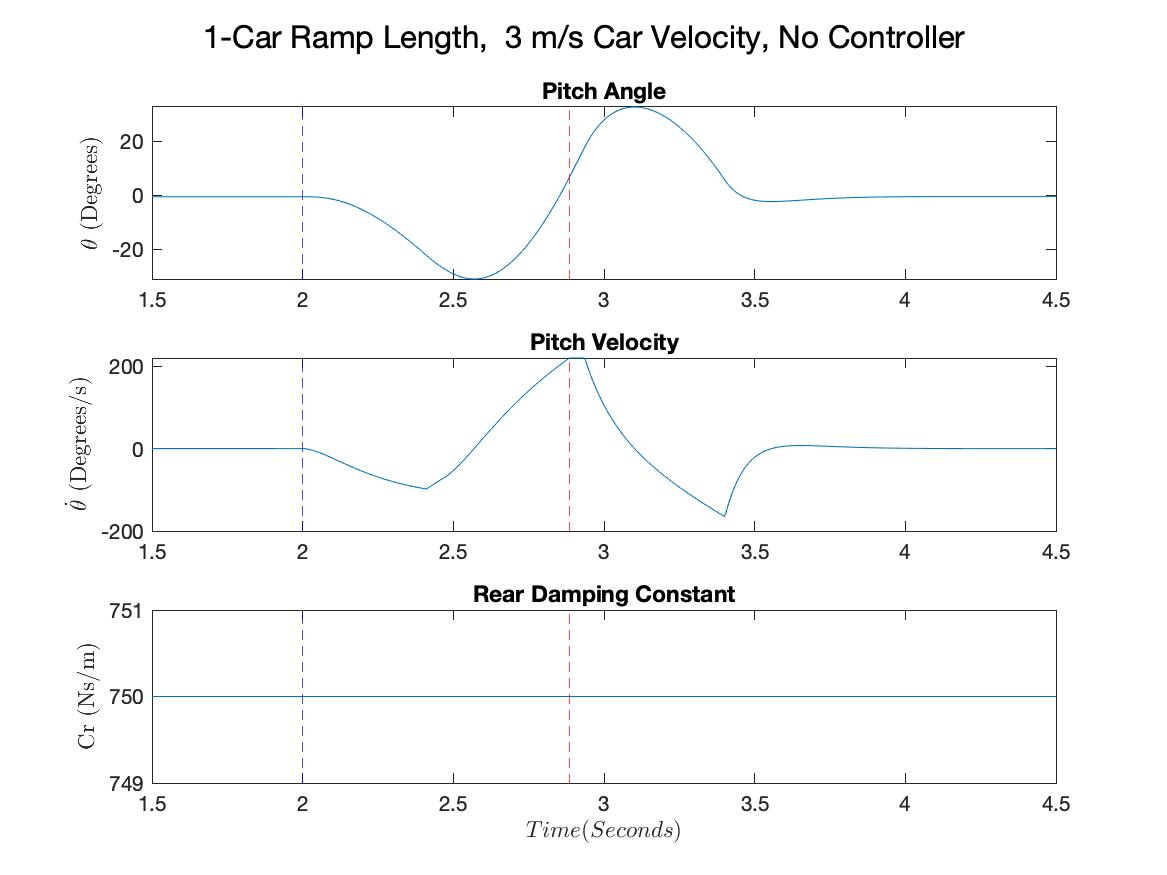 1-Car Ramp Length,  3 m/s Car Velocity, No Controller
Pitch Angle
20
0
-20
θ (Degrees)
1.5 2 2.5 3 3.5 4 4.5
Pitch Velocity
200
0
-200
θ̇ (Degrees/s)
1.5 2 2.5 3 3.5 4 4.5
Rear Damping Constant
751
750
749
Cr (Ns/m)
1.5 2 2.5 3 3.5 4 4.5
Time(Seconds)